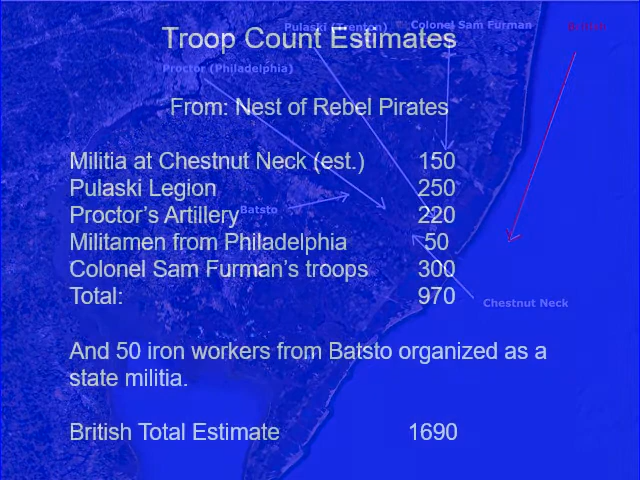 Pulaski (Trenton) Colonel Sam Furman British
Troop Count Estimates
Proctor (Philadelphia)
From: Nest of Rebel Pirates
Militia at Chestnut Neck (est.) 150
Pulaski Legion 250
Proctor's Artillery 220
Batsto
Militamen from Philadelphia 50
Colonel Sam Furman's troops 300
Total: 970
Chestnut Neck
And 50 iron workers from Batsto organized as a
state militia.
British Total Estimate 1690